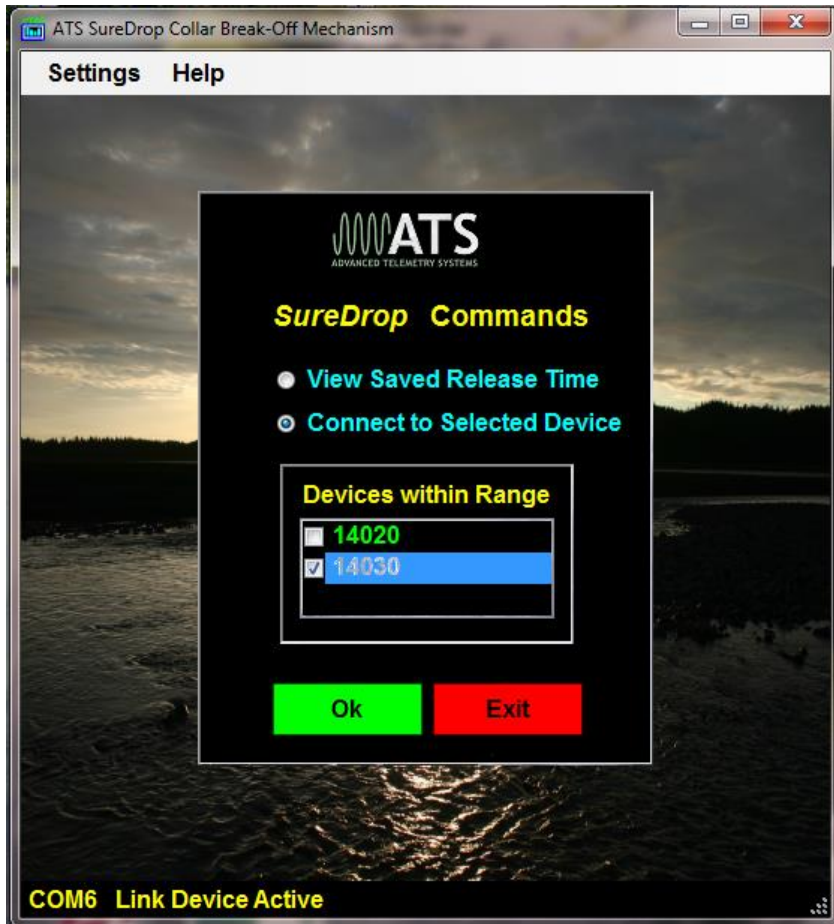 ATS SureDrop Collar Break-Off Mechanism
Settings Help
ATS
ADVANCED TELEMETRY SYSTEMS
SureDrop Commands
View Saved Release Time
Connect to Selected Device
Devices within Range
14020
14030
Ok Exit
COM6 Link Device Active